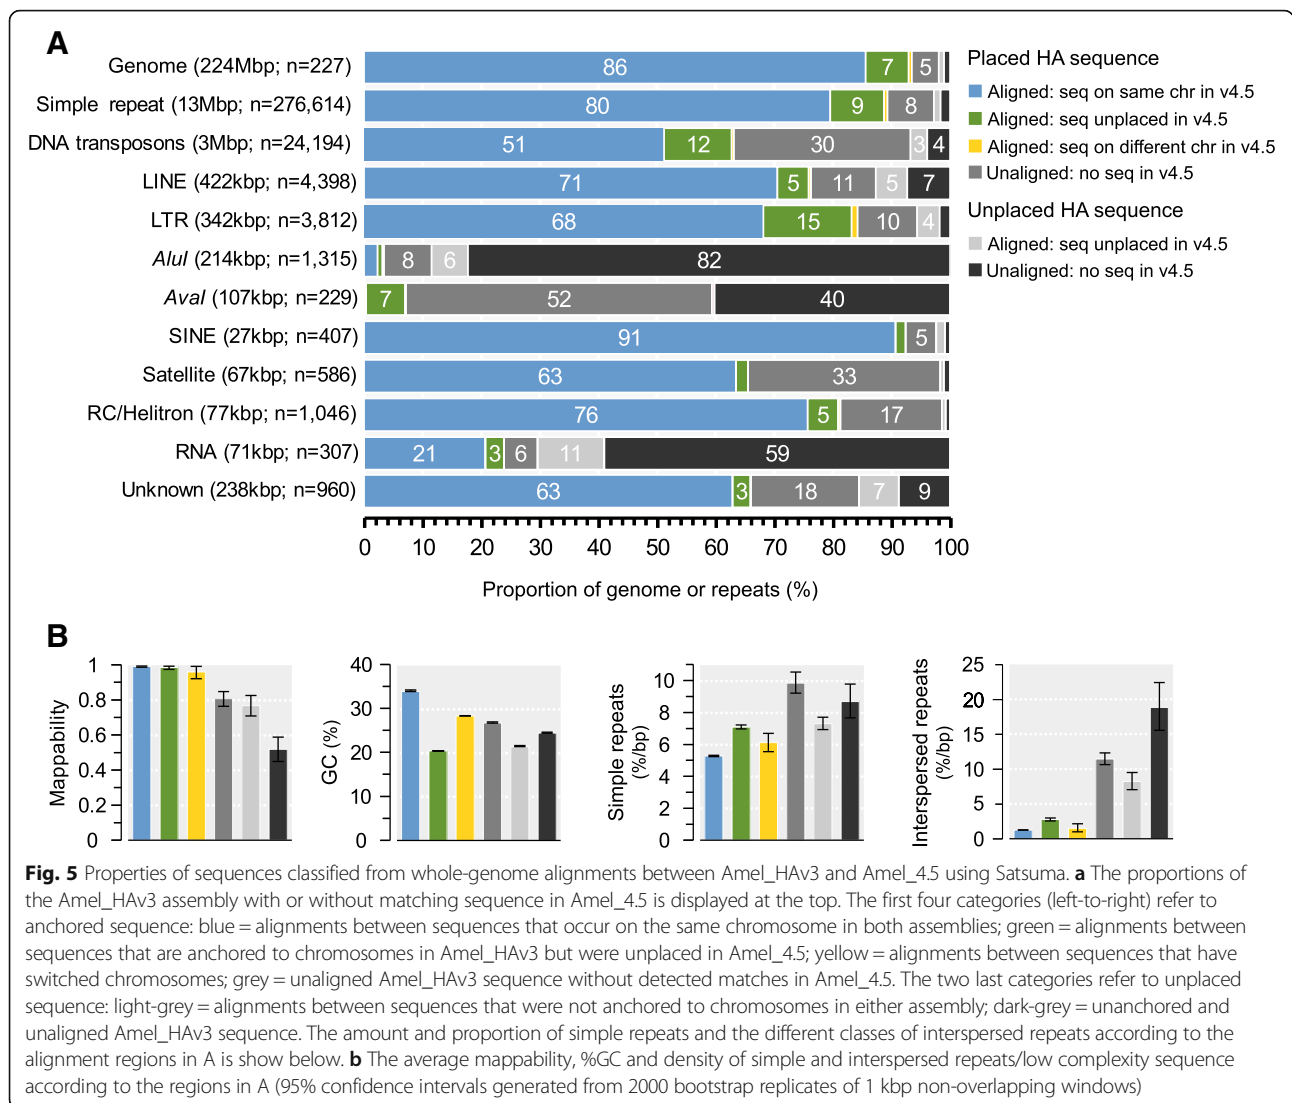 A
Genome (224Mbp; n=227)
86 7 5
Simple repeat (13Mbp; n=276,614)
80 9 8
DNA transposons (3Mbp; n=24,194)
51 12 30 3 4
LINE (422kbp; n=4,398)
71 5 11 5 7
LTR (342kbp; n=3,812)
68 15 10 4
AluI (214kbp; n=1,315)
8 6 82
AvaI (107kbp; n=229)
7 52 40
SINE (27kbp; n=407)
91 5
Satellite (67kbp; n=586)
63 33
RC/Helitron (77kbp; n=1,046)
76 5 17
RNA (71kbp; n=307)
21 3 6 11 59
Unknown (238kbp; n=960)
63 3 18 7 9
0 10 20 30 40 50 60 70 80 90 100
Proportion of genome or repeats (%)
Placed HA sequence
Aligned: seq on same chr in v4.5
Aligned: seq unplaced in v4.5
Aligned: seq on different chr in v4.5
Unaligned: no seq in v4.5
Unplaced HA sequence
Aligned: seq unplaced in v4.5
Unaligned: no seq in v4.5
B
Mappability
1
0.8
0.6
0.4
0.2
0
GC (%)
40
30
20
10
0
Simple repeats
(%/bp)
10
8
6
4
2
0
Interspersed repeats
(%/bp)
25
20
15
10
5
0
Fig. 5 Properties of sequences classified from whole-genome alignments between Amel_HAv3 and Amel_4.5 using Satsuma. a The proportions of
the Amel_HAv3 assembly with or without matching sequence in Amel_4.5 is displayed at the top. The first four categories (left-to-right) refer to
anchored sequence: blue = alignments between sequences that occur on the same chromosome in both assemblies; green = alignments between
sequences that are anchored to chromosomes in Amel_HAv3 but were unplaced in Amel_4.5; yellow = alignments between sequences that have
switched chromosomes; grey = unaligned Amel_HAv3 sequence without detected matches in Amel_4.5. The two last categories refer to unplaced
sequence: light-grey = alignments between sequences that were not anchored to chromosomes in either assembly; dark-grey = unanchored and
unaligned Amel_HAv3 sequence. The amount and proportion of simple repeats and the different classes of interspersed repeats according to the
alignment regions in A is show below. b The average mappability, %GC and density of simple and interspersed repeats/low complexity sequence
according to the regions in A (95% confidence intervals generated from 2000 bootstrap replicates of 1 kbp non-overlapping windows)